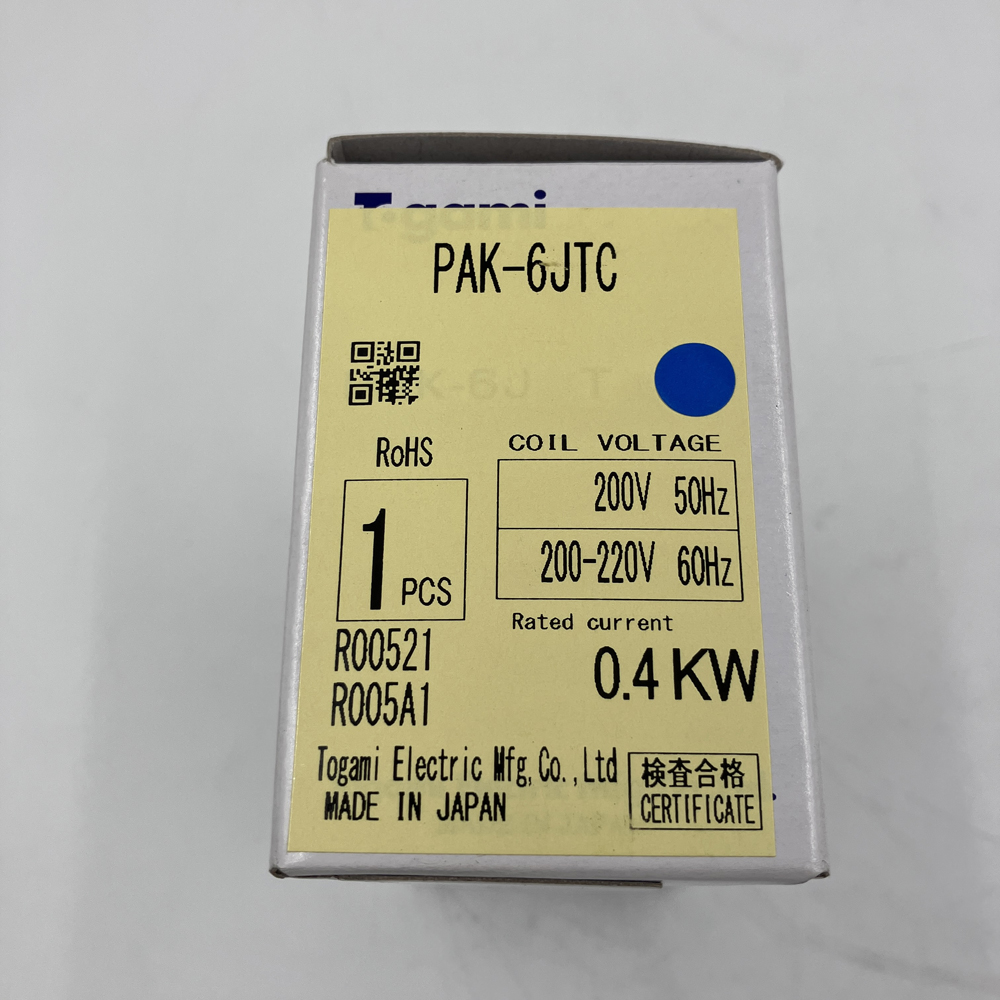 Togami
PAK-6JTC
RoHS
COIL VOLTAGE
200V 50Hz
200-220V 60Hz
1 PCS
Rated current
0.4 KW
R00521
R005A1
Togami Electric Mfg,Co.,Ltd
MADE IN JAPAN
検査合格
CERTIFICATE